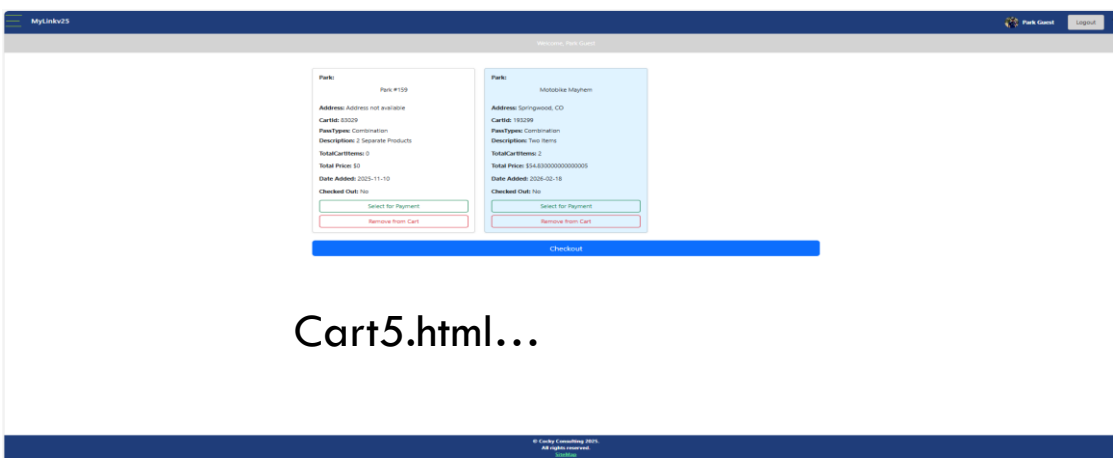 MyLinkv25
Park Guest
Logout
Welcome, Park Guest
Park:
Park #159
Address: Address not available
CartId: 83029
PassTypes: Combination
Description: 2 Separate Products
TotalCartItems: 0
Total Price: $0
Date Added: 2025-11-10
Checked Out: No
Select for Payment
Remove from Cart
Park:
Motobike Mayhem
Address: Springwood, CO
CartId: 193299
PassTypes: Combination
Description: Two Items
TotalCartItems: 2
Total Price: $54.830000000000005
Date Added: 2026-02-18
Checked Out: No
Select for Payment
Remove from Cart
Checkout
Cart5.html...
© Cocky Consulting 2025.
All rights reserved.
SiteMap